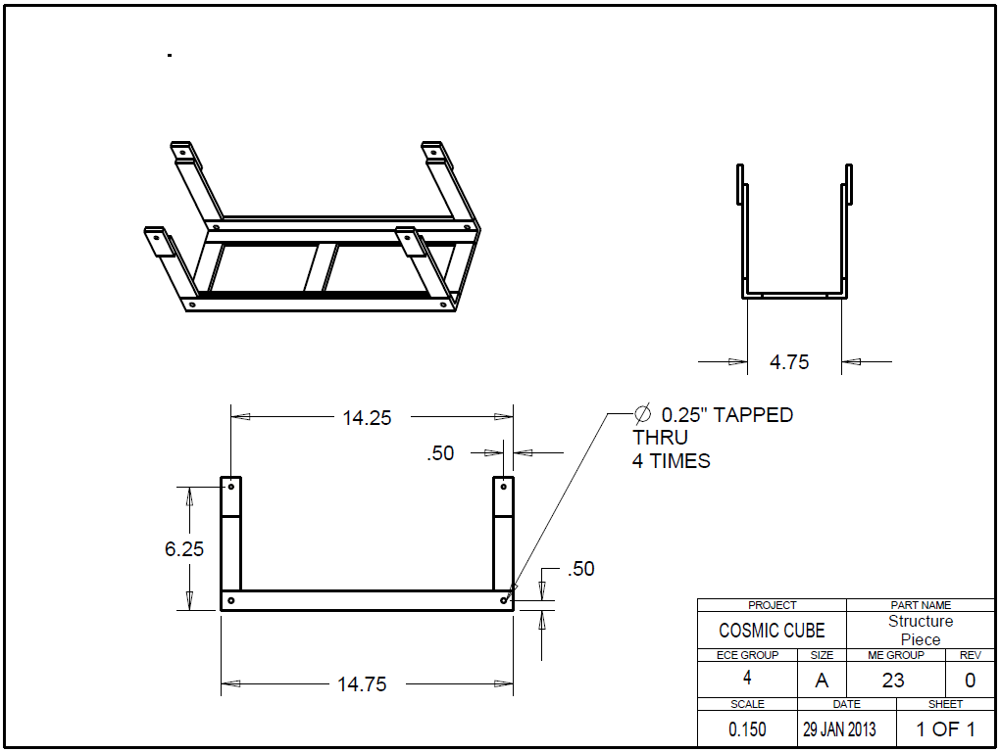 4.75
14.25
.50
Ø 0.25" TAPPED
THRU
4 TIMES
6.25
.50
14.75
PROJECT PART NAME
COSMIC CUBE Structure
Piece
ECE GROUP SIZE ME GROUP REV
4 A 23 0
SCALE DATE SHEET
0.150 29 JAN 2013 1 OF 1